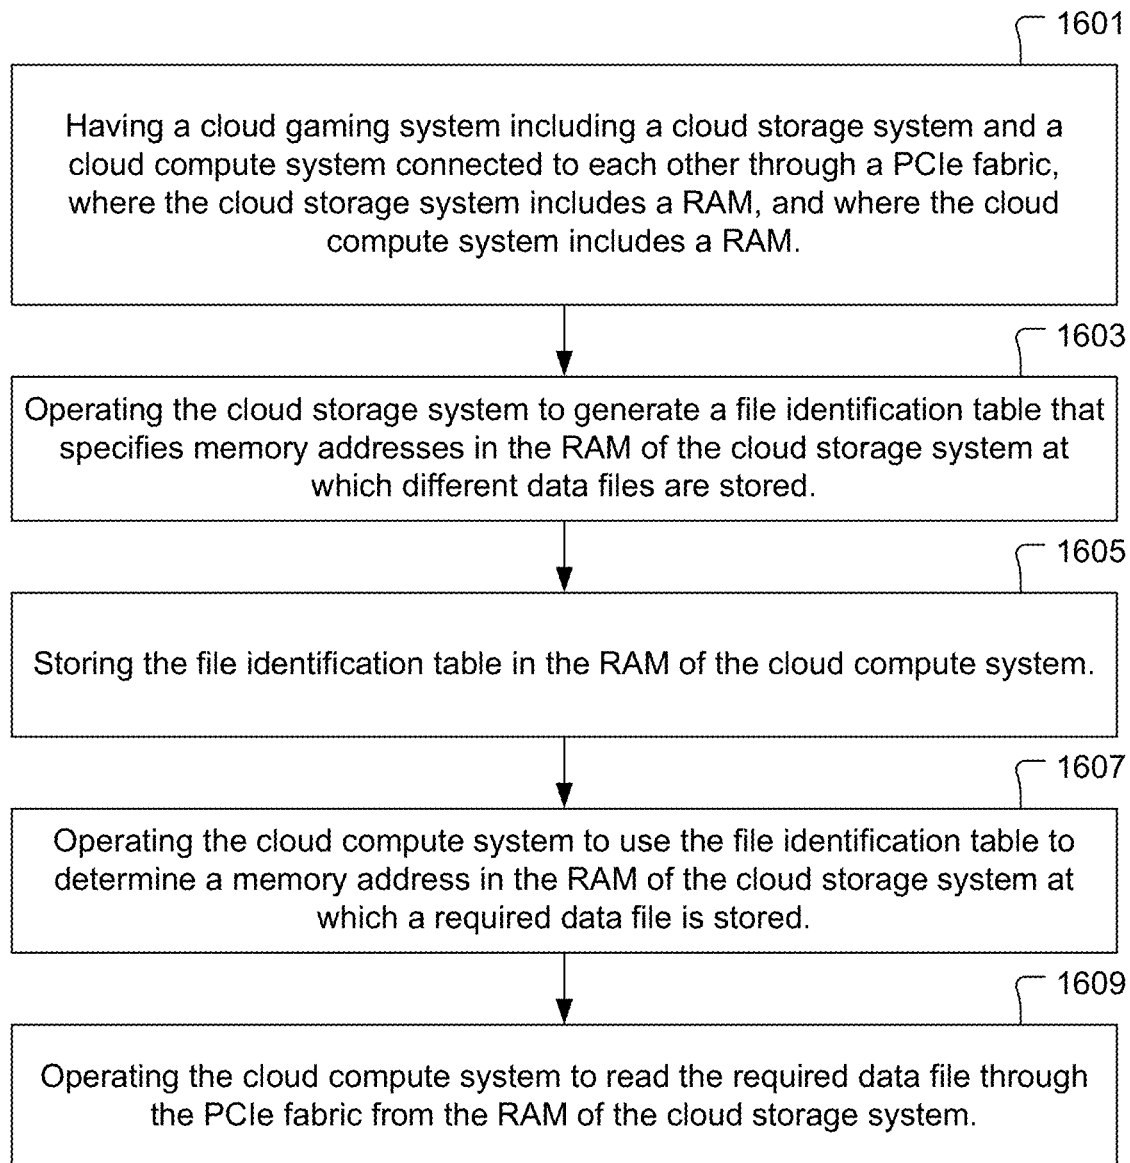 1601
Having a cloud gaming system including a cloud storage system and a
cloud compute system connected to each other through a PCIe fabric,
where the cloud storage system includes a RAM, and where the cloud
compute system includes a RAM.
1603
Operating the cloud storage system to generate a file identification table that
specifies memory addresses in the RAM of the cloud storage system at
which different data files are stored.
1605
Storing the file identification table in the RAM of the cloud compute system.
1607
Operating the cloud compute system to use the file identification table to
determine a memory address in the RAM of the cloud storage system at
which a required data file is stored.
1609
Operating the cloud compute system to read the required data file through
the PCIe fabric from the RAM of the cloud storage system.